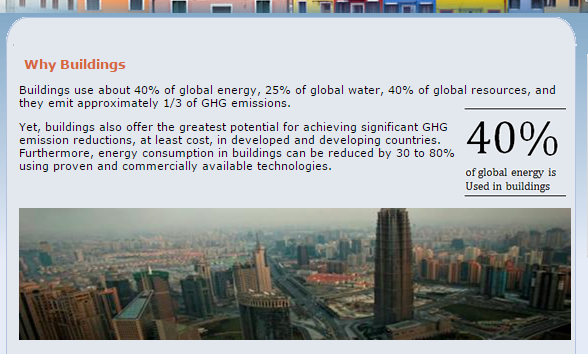 Why Buildings
Buildings use about 40% of global energy, 25% of global water, 40% of global resources, and
they emit approximately 1/3 of GHG emissions.
Yet, buildings also offer the greatest potential for achieving significant GHG
emission reductions, at least cost, in developed and developing countries.
Furthermore, energy consumption in buildings can be reduced by 30 to 80%
using proven and commercially available technologies.
40%
of global energy is
Used in buildings